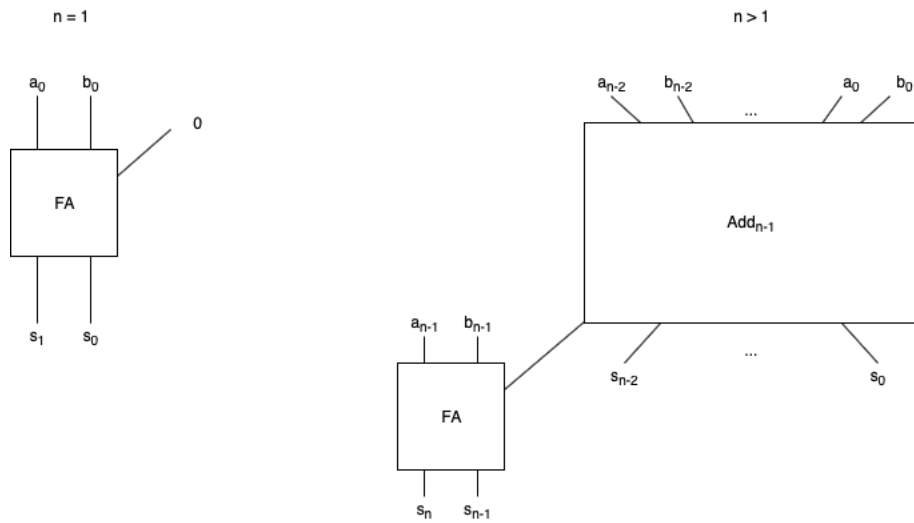 n = 1
n > 1
a₀ b₀
0
FA
s₁ s₀
aₙ₋₂ bₙ₋₂ ... a₀ b₀
Addₙ₋₁
sₙ₋₂ ... s₀
aₙ₋₁ bₙ₋₁
FA
sₙ sₙ₋₁